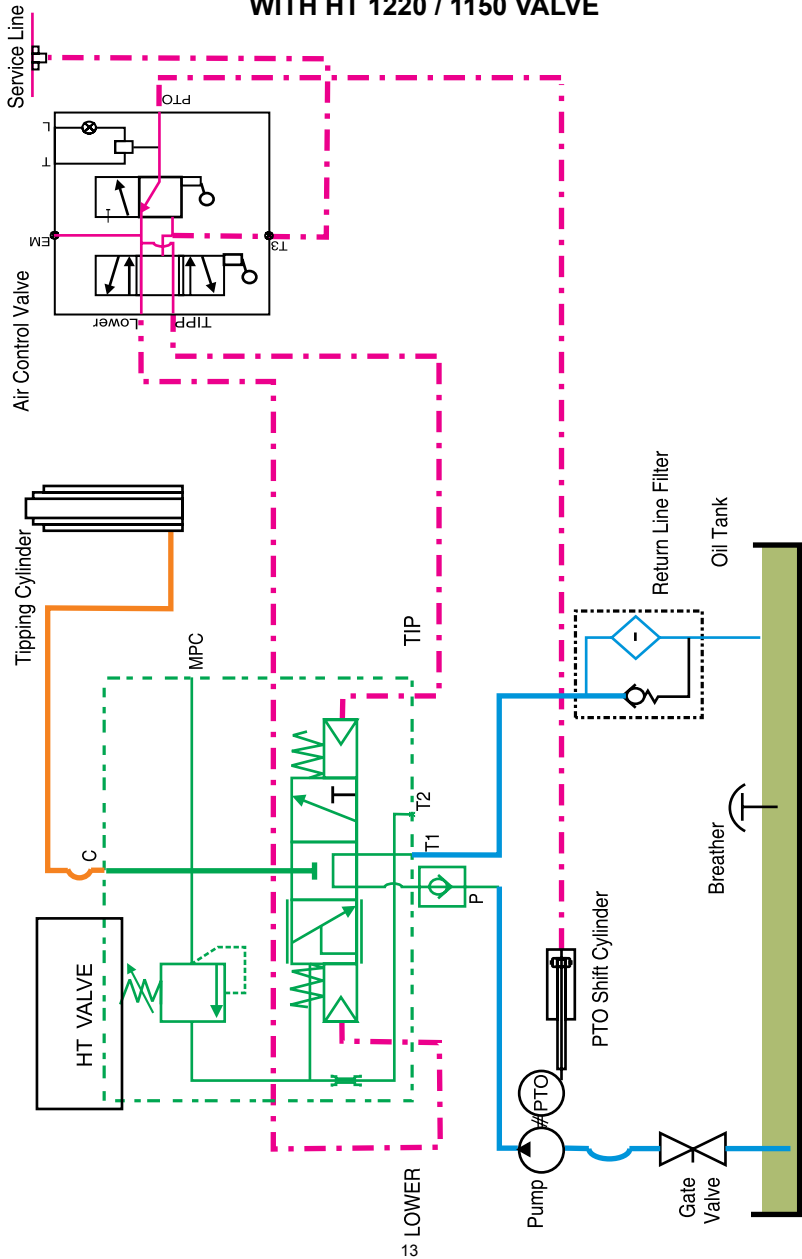 WITH HT 1220 / 1150 VALVE
Service Line
Air Control Valve
PTO
L
T
EM
T3
Lower
TIPP
Tipping Cylinder
MPC
TIP
C
HT VALVE
T2
T1
P
LOWER
Return Line Filter
Oil Tank
Breather
PTO Shift Cylinder
PTO
Pump
Gate
Valve
13